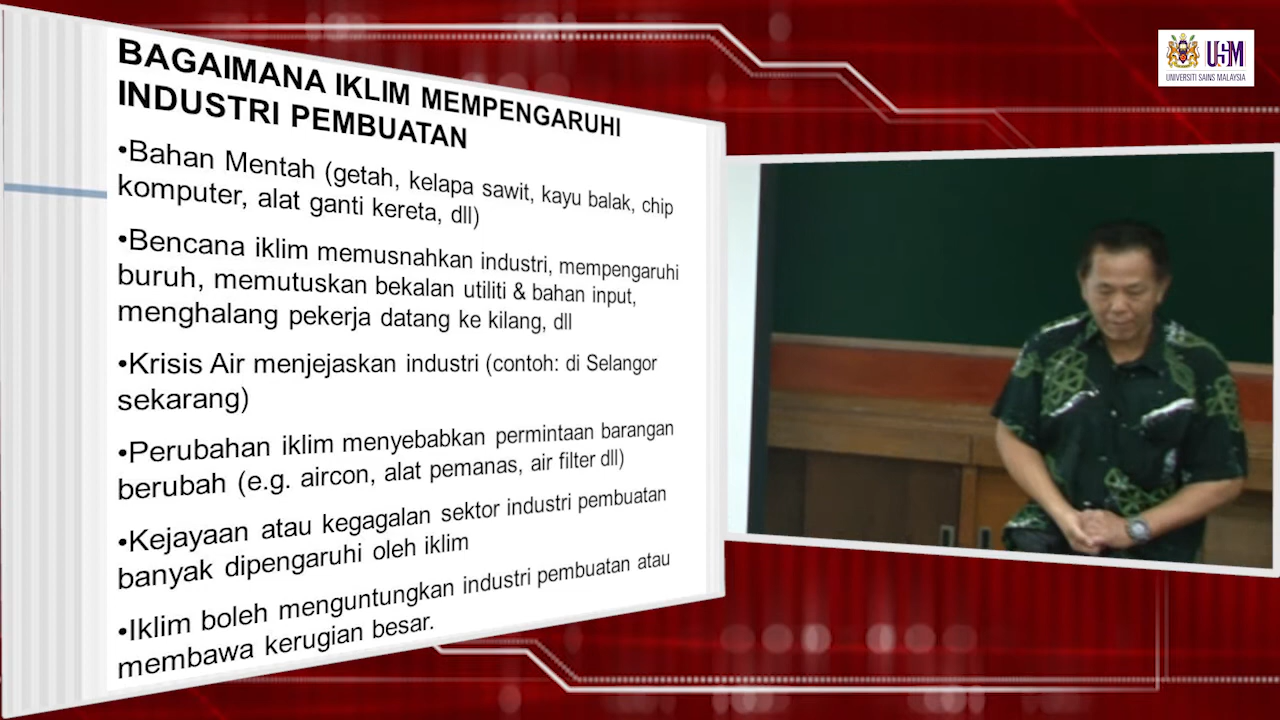 BAGAIMANA IKLIM MEMPENGARUHI
INDUSTRI PEMBUATAN
•Bahan Mentah (getah, kelapa sawit, kayu balak, chip
komputer, alat ganti kereta, dll)
•Bencana iklim memusnahkan industri, mempengaruhi
buruh, memutuskan bekalan utiliti & bahan input,
menghalang pekerja datang ke kilang, dll
•Krisis Air menjejaskan industri (contoh: di Selangor
sekarang)
•Perubahan iklim menyebabkan permintaan barangan
berubah (e.g. aircon, alat pemanas, air filter dll)
•Kejayaan atau kegagalan sektor industri pembuatan
banyak dipengaruhi oleh iklim
•Iklim boleh menguntungkan industri pembuatan atau
membawa kerugian besar.
USM
UNIVERSITI SAINS MALAYSIA